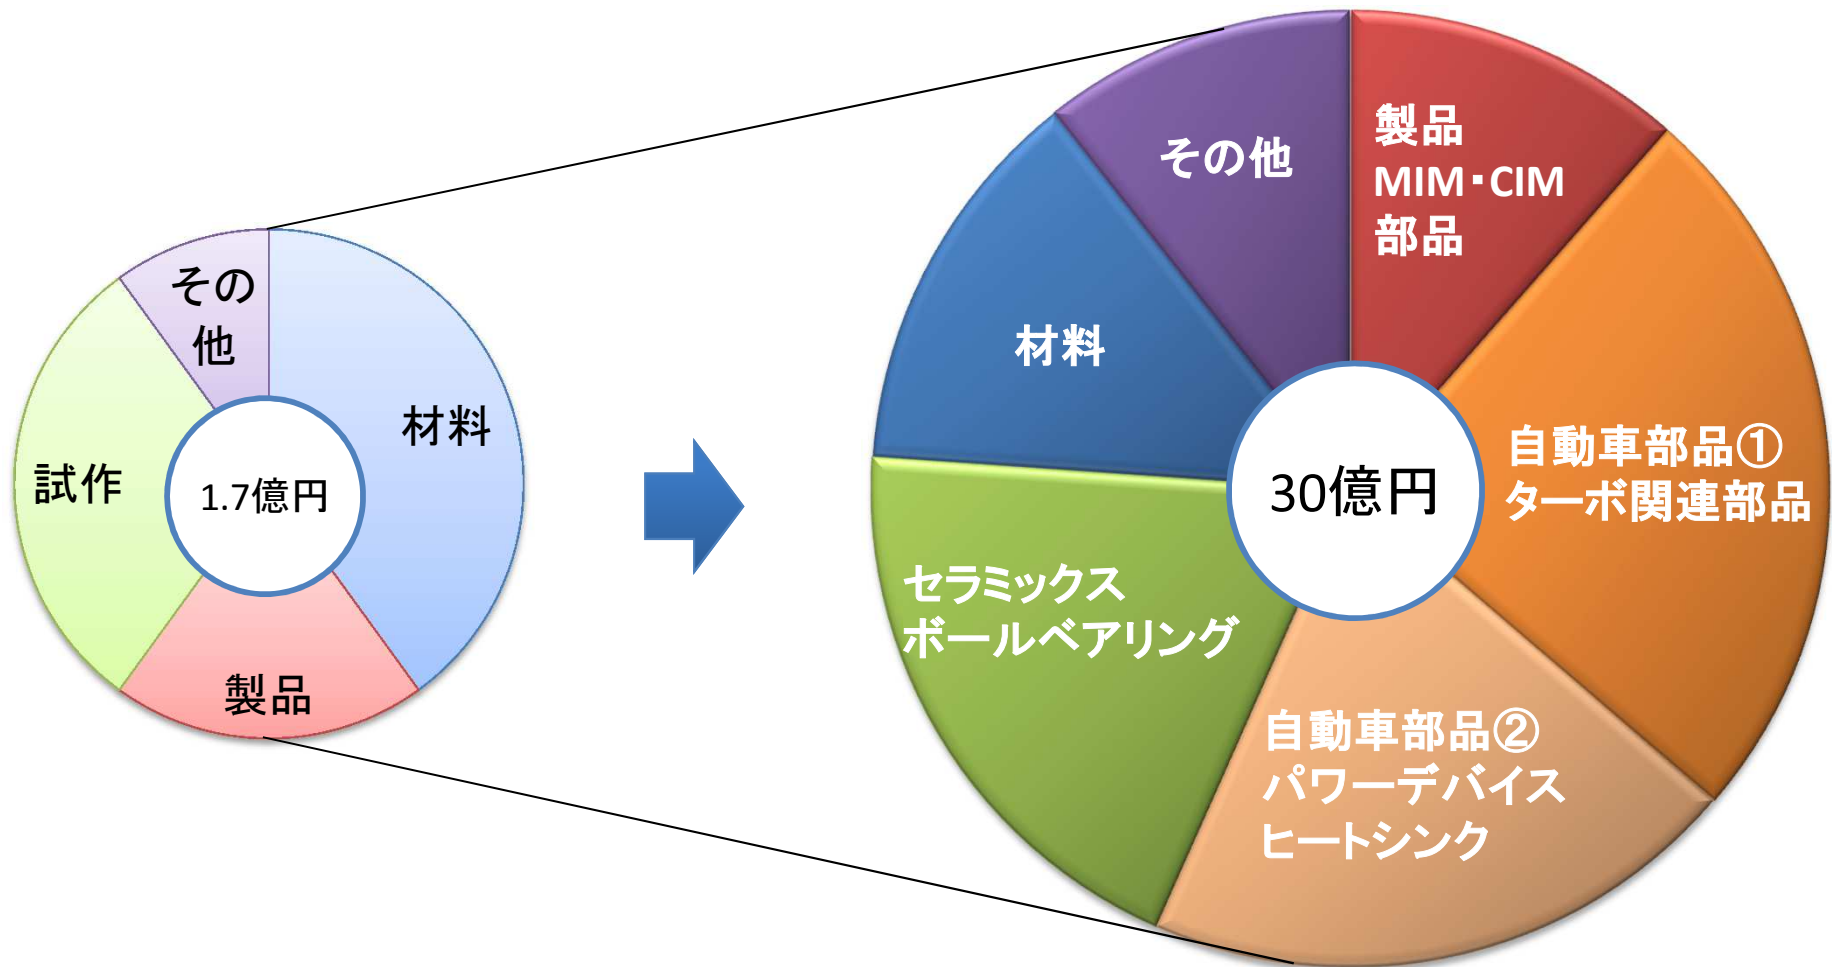 その
他
材料
試作
1.7億円
製品
その他
製品
MIM・CIM
部品
材料
自動車部品①
ターボ関連部品
30億円
セラミックス
ボールベアリング
自動車部品②
パワーデバイス
ヒートシンク